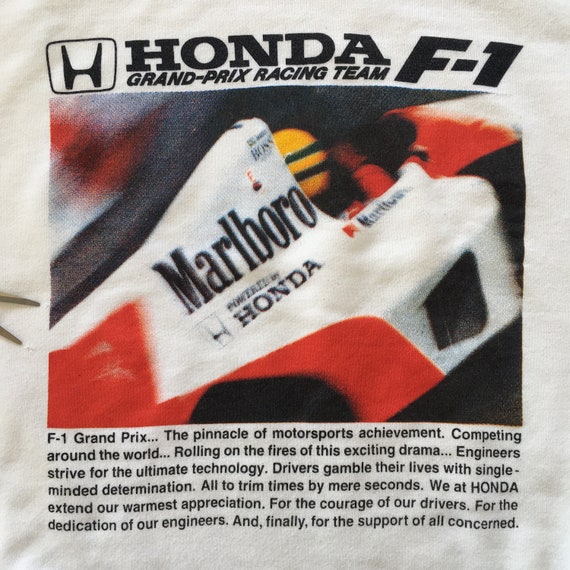 HONDA F-1
GRAND-PRIX RACING TEAM
BOSS
Marlboro
Marlboro
POWERED by
HONDA
F-1 Grand Prix... The pinnacle of motorsports achievement. Competing
around the world... Rolling on the fires of this exciting drama... Engineers
strive for the ultimate technology. Drivers gamble their lives with single-
minded determination. All to trim times by mere seconds. We at HONDA
extend our warmest appreciation. For the courage of our drivers. For the
dedication of our engineers. And, finally, for the support of all concerned.